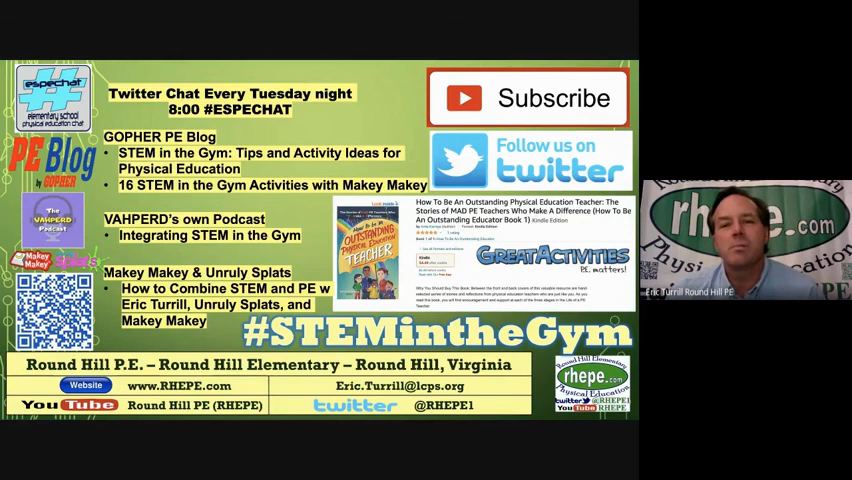 espechat
elementary school
physical education chat
Twitter Chat Every Tuesday night
8:00 #ESPECHAT
Subscribe
PE Blog
by GOPHER
GOPHER PE Blog
• STEM in the Gym: Tips and Activity Ideas for
Physical Education
• 16 STEM in the Gym Activities with Makey Makey
Follow us on
twitter
The
VAHPERD
Podcast
VAHPERD's own Podcast
• Integrating STEM in the Gym
How To Be An Outstanding Physical Education Teacher: The
Stories of MAD PE Teachers Who Make A Difference (How To Be
An Outstanding Educator Book 1) Kindle Edition
OUTSTANDING
PHYSICAL EDUCATION
TEACHER
GREAT ACTIVITIES
PE. matters!
Makey
Makey
Splats
Makey Makey & Unruly Splats
• How to Combine STEM and PE w
Eric Turrill, Unruly Splats, and
Makey Makey
#STEMintheGym
Round Hill P.E. – Round Hill Elementary – Round Hill, Virginia
Website
www.RHEPE.com
Eric.Turrill@lcps.org
YouTube
Round Hill PE (RHEPE)
twitter
@RHEPE1
Round Hill Elementary
rhepe.com
Physical Education
twitter @RHEPE1
YouTube RHEPE
rhepe.com
Eric Turrill Round Hill PE